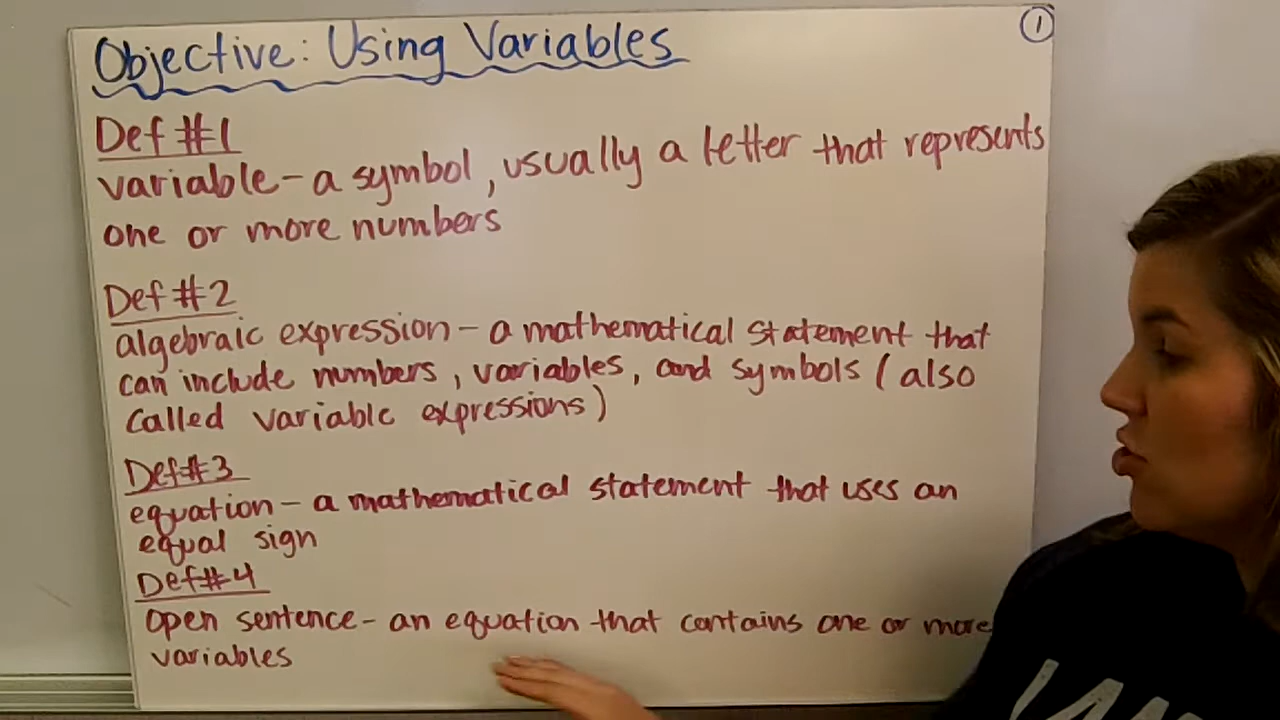 ①
Objective: Using Variables
Def #1
variable - a symbol, usually a letter that represents
one or more numbers
Def #2
algebraic expression - a mathematical statement that
can include numbers, variables, and symbols (also
called variable expressions)
Def #3
equation - a mathematical statement that uses an
equal sign
Def #4
Open sentence - an equation that contains one or more
variables